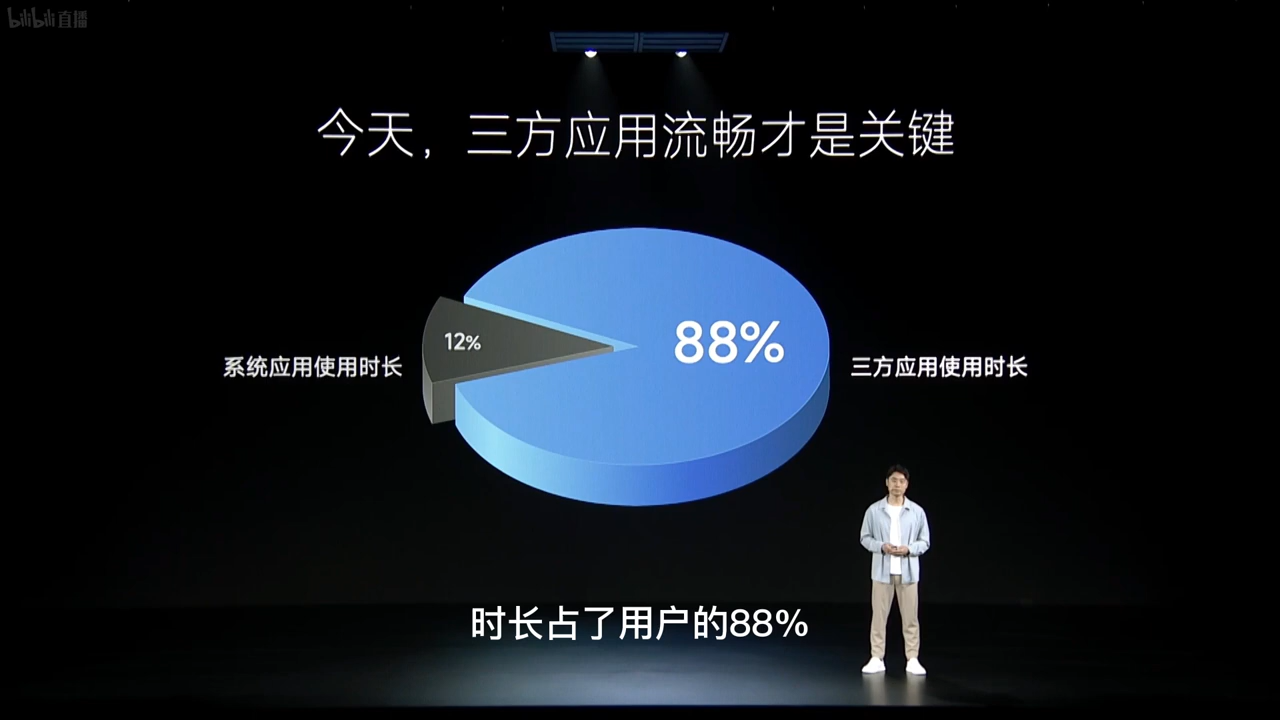 bilibili直播
今天，三方应用流畅才是关键
12%
88%
系统应用使用时长
三方应用使用时长
时长占了用户的88%